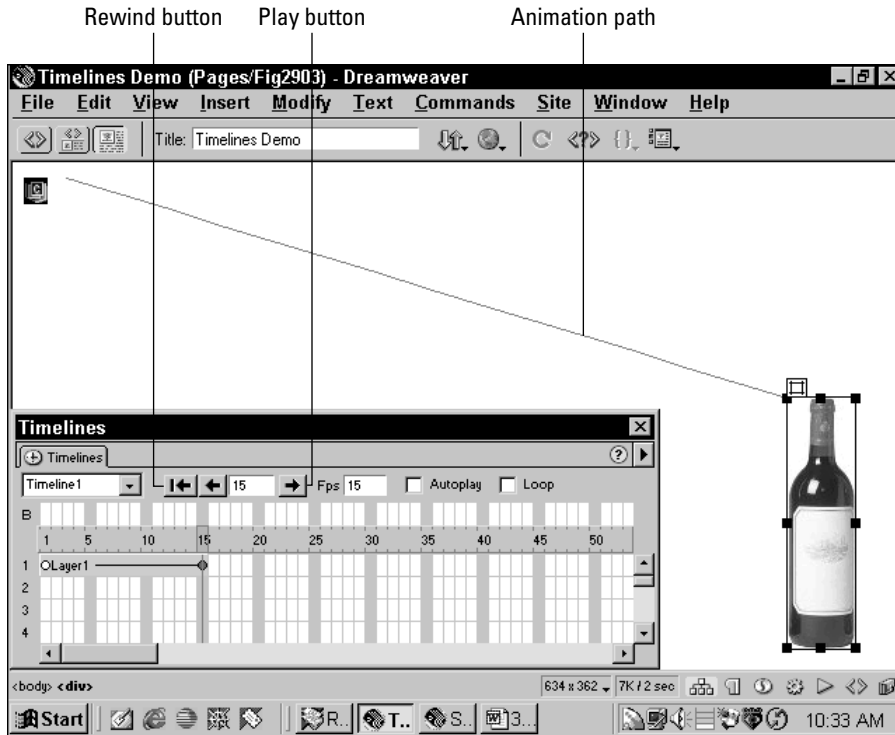 Rewind button Play button Animation path
Timelines Demo (Pages/Fig2903) - Dreamweaver
File Edit View Insert Modify Text Commands Site Window Help
Title: Timelines Demo
C
Timelines
Timelines
Timeline1 15 Fps 15 Autoplay Loop
B
1 5 10 15 20 25 30 35 40 45 50
1 Layer1
2
3
4
<body> <div> 634 x 362 7K / 2 sec
Start R.. T.. S.. 3... 10:33 AM